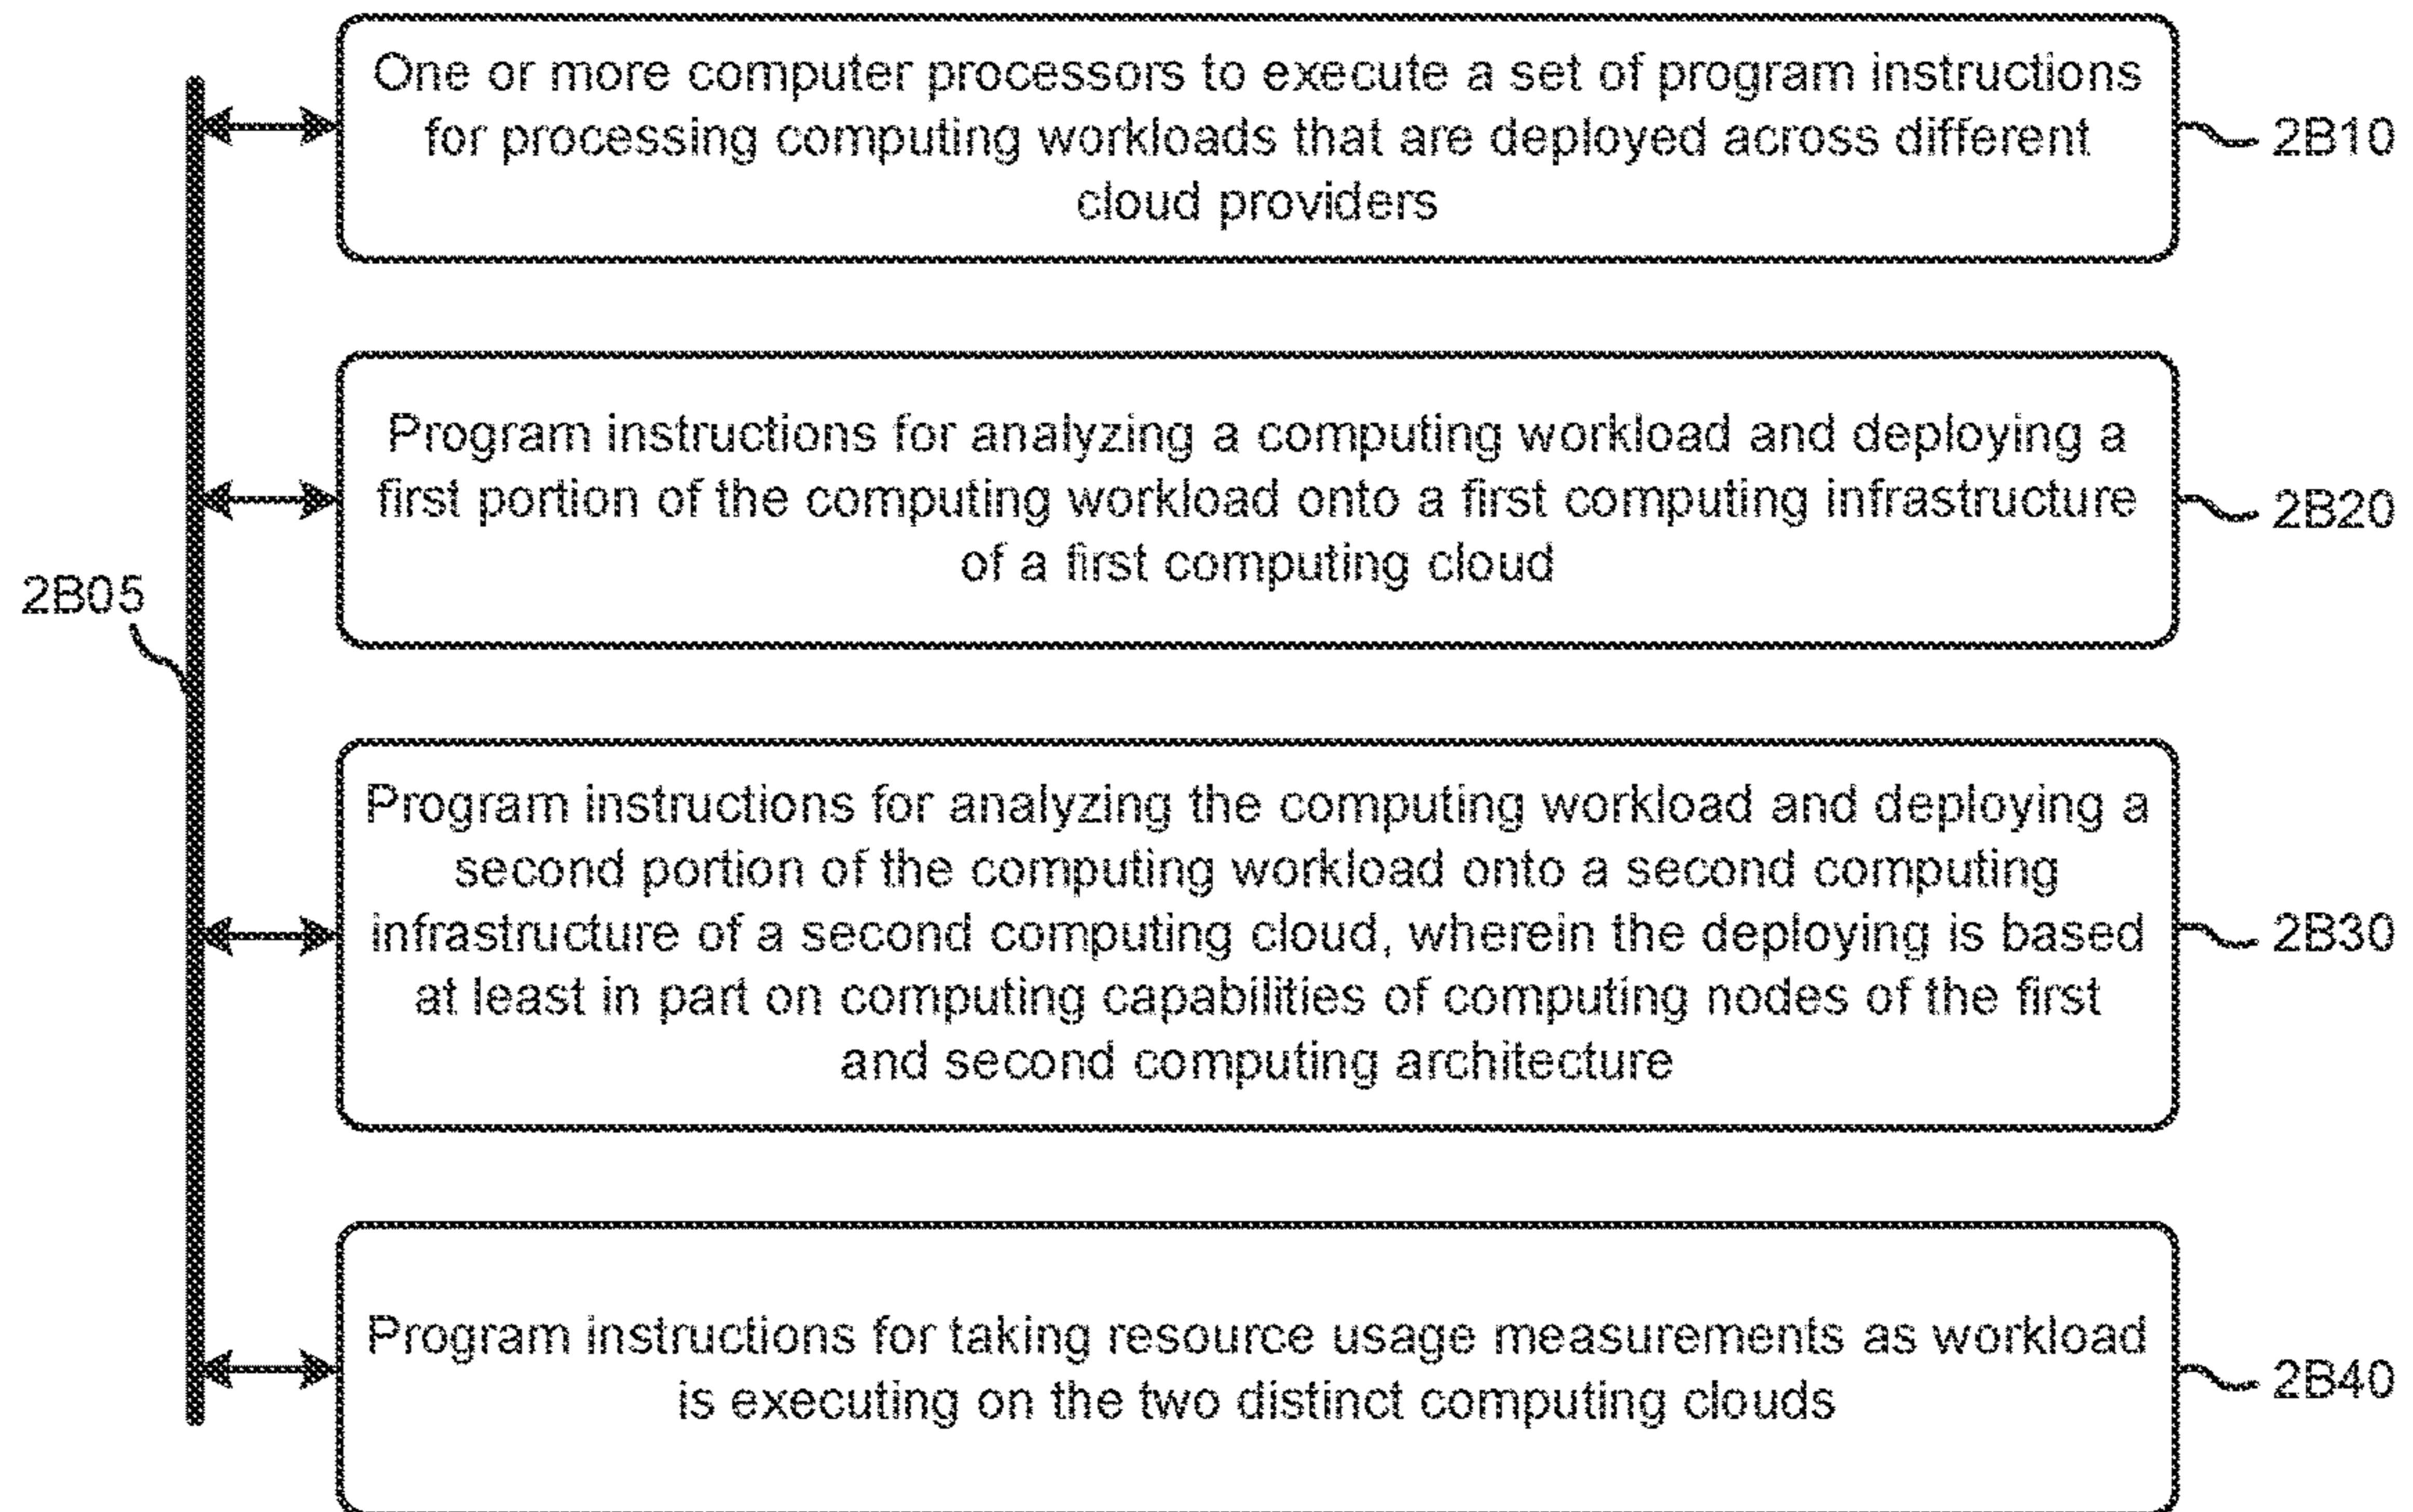 One or more computer processors to execute a set of program instructions
for processing computing workloads that are deployed across different
cloud providers
2B10
Program instructions for analyzing a computing workload and deploying a
first portion of the computing workload onto a first computing infrastructure
of a first computing cloud
2B20
2B05
Program instructions for analyzing the computing workload and deploying a
second portion of the computing workload onto a second computing
infrastructure of a second computing cloud, wherein the deploying is based
at least in part on computing capabilities of computing nodes of the first
and second computing architecture
2B30
Program instructions for taking resource usage measurements as workload
is executing on the two distinct computing clouds
2B40